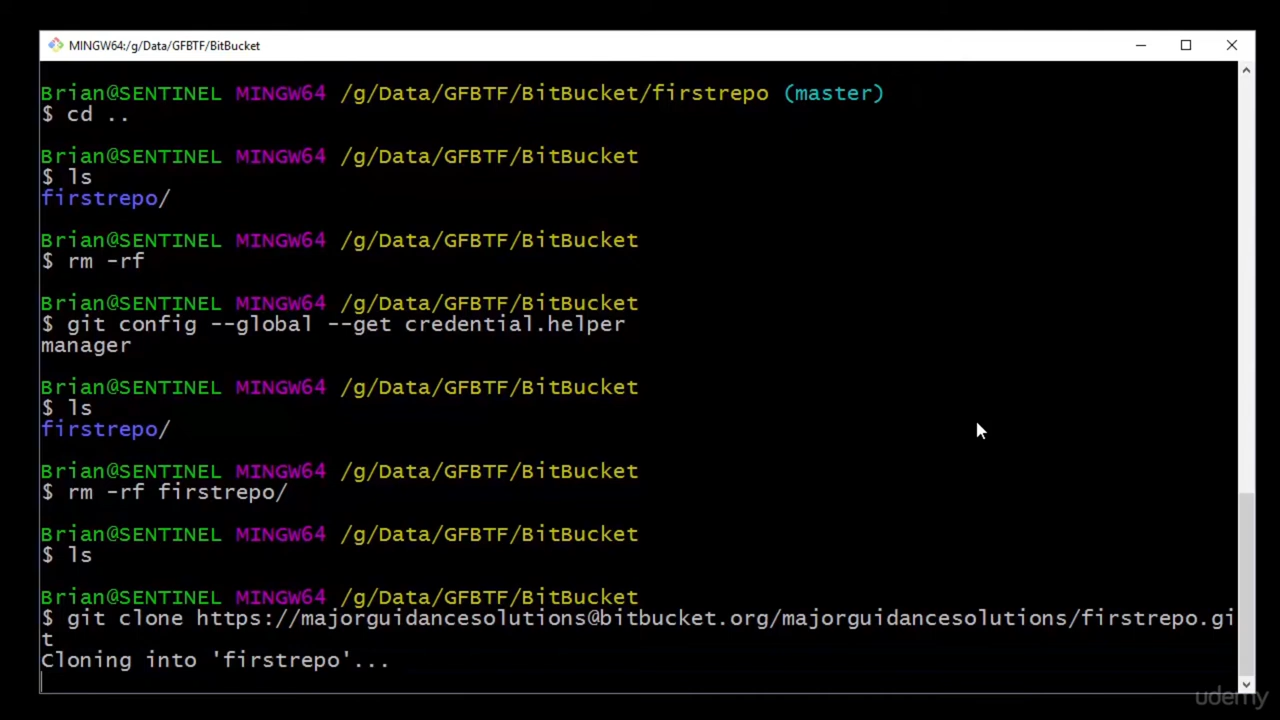 MINGW64:/g/Data/GFBTF/BitBucket
Brian@SENTINEL MINGW64 /g/Data/GFBTF/BitBucket/firstrepo (master)
$ cd ..
Brian@SENTINEL MINGW64 /g/Data/GFBTF/BitBucket
$ ls
firstrepo/
Brian@SENTINEL MINGW64 /g/Data/GFBTF/BitBucket
$ rm -rf
Brian@SENTINEL MINGW64 /g/Data/GFBTF/BitBucket
$ git config --global --get credential.helper
manager
Brian@SENTINEL MINGW64 /g/Data/GFBTF/BitBucket
$ ls
firstrepo/
Brian@SENTINEL MINGW64 /g/Data/GFBTF/BitBucket
$ rm -rf firstrepo/
Brian@SENTINEL MINGW64 /g/Data/GFBTF/BitBucket
$ ls
Brian@SENTINEL MINGW64 /g/Data/GFBTF/BitBucket
$ git clone https://majorguidancesolutions@bitbucket.org/majorguidancesolutions/firstrepo.gi
t
Cloning into 'firstrepo'...
udemy